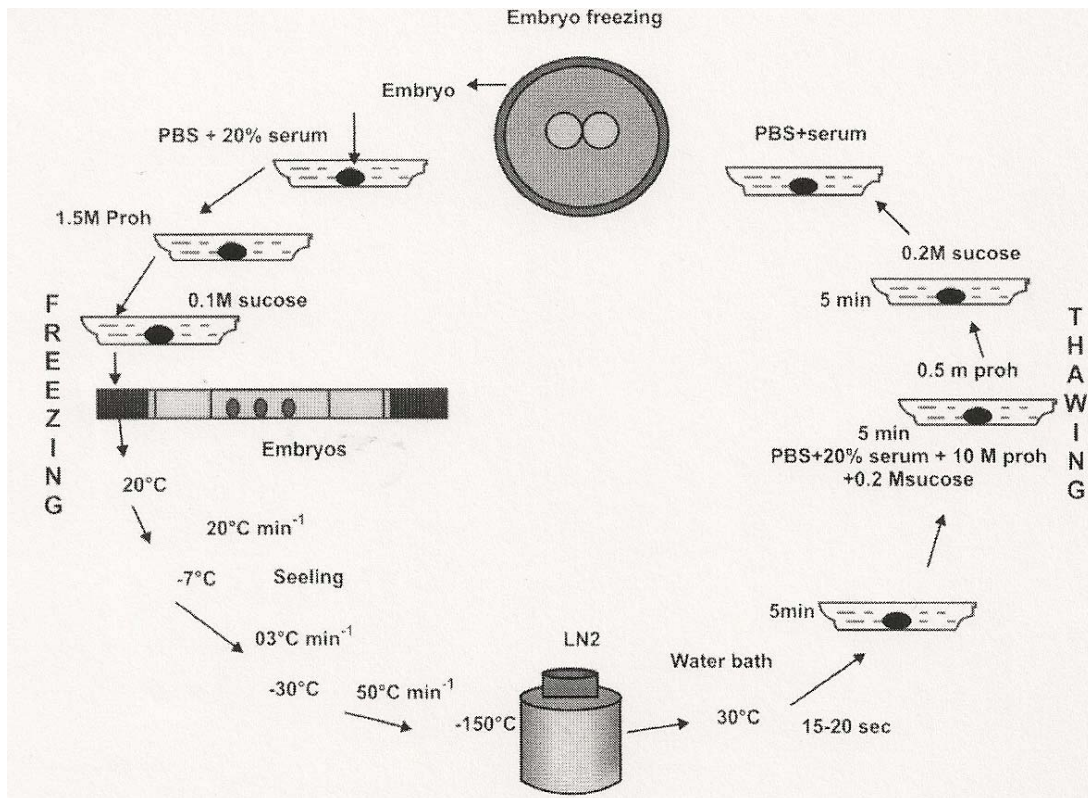 Embryo freezing
Embryo
PBS + 20% serum
1.5M Proh
0.1M sucose
FREEZING
Embryos
20°C
20°C min-1
-7°C
Seeling
03°C min-1
-30°C
50°C min-1
-150°C
LN2
Water bath
30°C
15-20 sec
5min
PBS+20% serum + 10 M proh
+0.2 Msucose
5 min
0.5 m proh
5 min
0.2M sucose
PBS+serum
THAWING